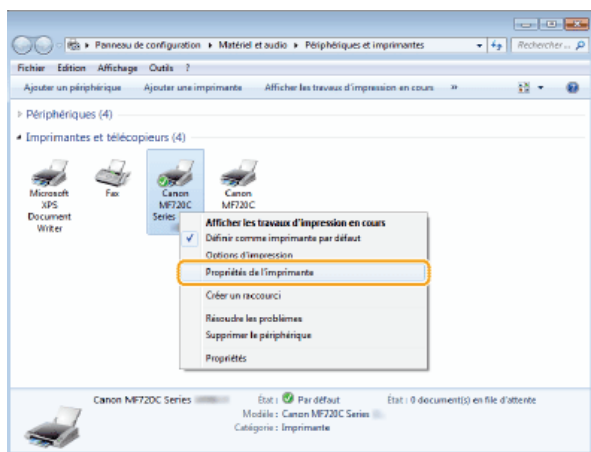 Panneau de configuration ▸ Matériel et audio ▸ Périphériques et imprimantes
Rechercher ...
Fichier Edition Affichage Outils ?
Ajouter un périphérique Ajouter une imprimante Afficher les travaux d'impression en cours »
Périphériques (4)
Imprimantes et télécopieurs (4)
Microsoft XPS Document Writer
Fax
Canon MF720C Series
Canon MF720C
Afficher les travaux d'impression en cours
Définir comme imprimante par défaut
Options d'impression
Propriétés de l'imprimante
Créer un raccourci
Résoudre les problèmes
Supprimer le périphérique
Propriétés
Canon MF720C Series État : Par défaut État : 0 document(s) en file d'attente
Modèle : Canon MF720C Series
Catégorie : Imprimante